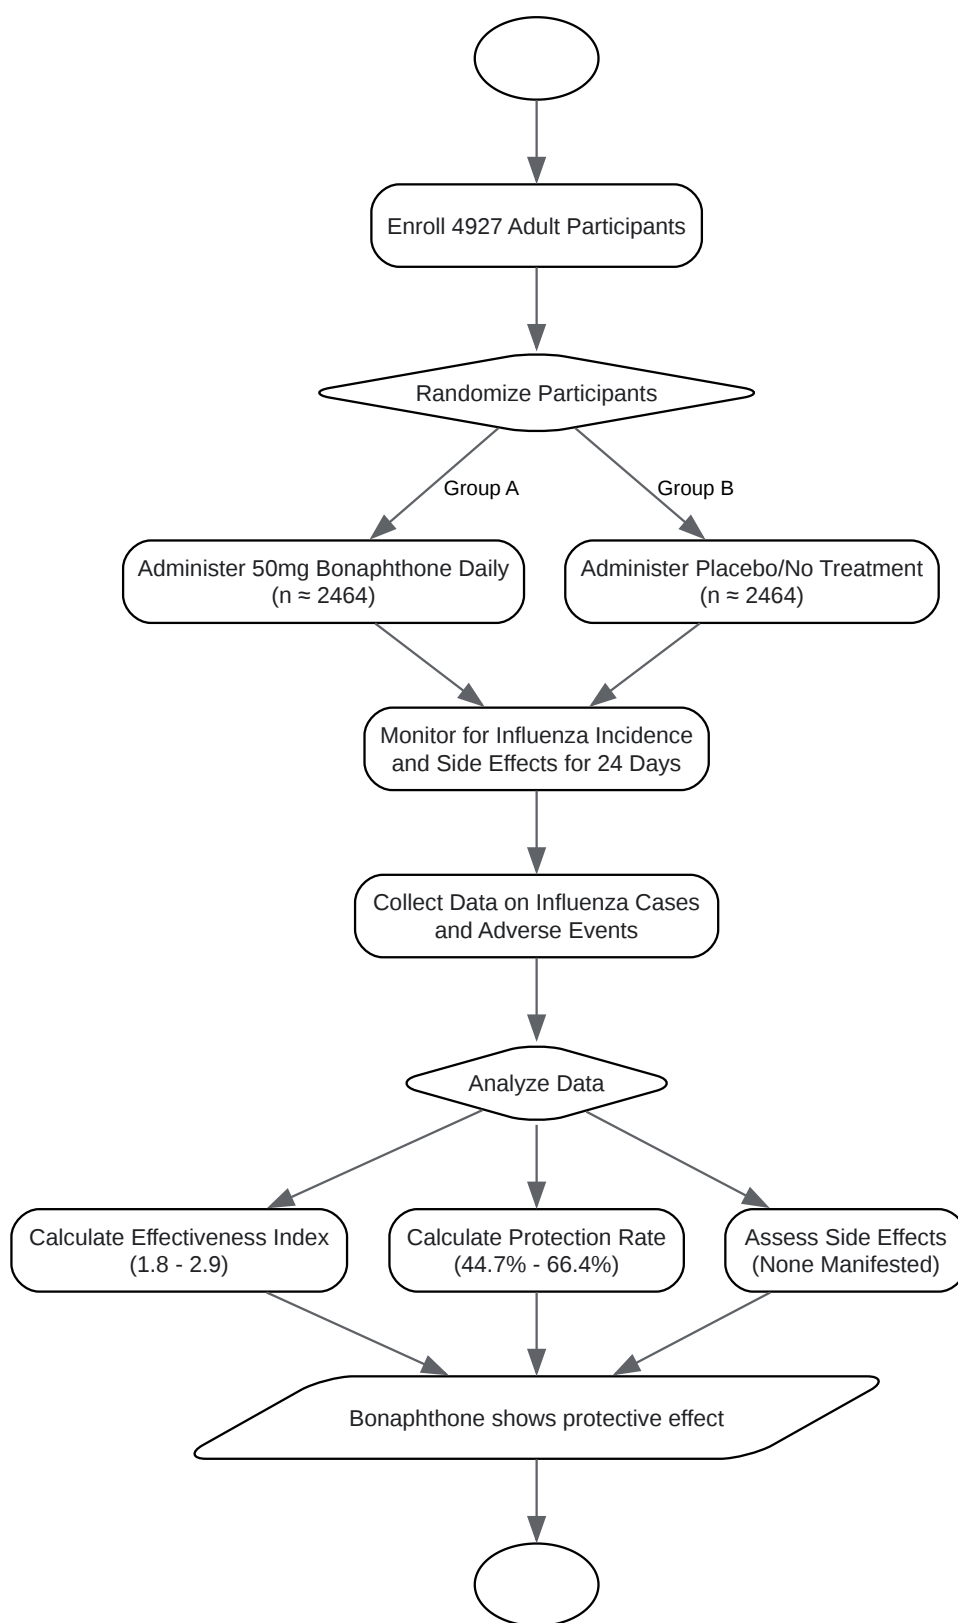 Enroll 4927 Adult Participants
Randomize Participants
Group A
Group B
Administer 50mg Bonaphthone Daily
(n ≈ 2464)
Administer Placebo/No Treatment
(n ≈ 2464)
Monitor for Influenza Incidence
and Side Effects for 24 Days
Collect Data on Influenza Cases
and Adverse Events
Analyze Data
Calculate Effectiveness Index
(1.8 - 2.9)
Calculate Protection Rate
(44.7% - 66.4%)
Assess Side Effects
(None Manifested)
Bonaphthone shows protective effect